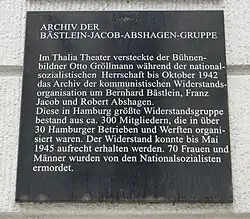 ARCHIV DER
BÄSTLEIN-JACOB-ABSHAGEN-GRUPPE
Im Thalia Theater versteckte der Bühnen-
bildner Otto Gröllmann während der national-
sozialistischen Herrschaft bis Oktober 1942
das Archiv der kommunistischen Widerstands-
organisation um Bernhard Bästlein, Franz
Jacob und Robert Abshagen.
Diese in Hamburg größte Widerstandsgruppe
bestand aus ca. 300 Mitgliedern, die in über
30 Hamburger Betrieben und Werften organi-
siert waren. Der Widerstand konnte bis Mai
1945 aufrecht erhalten werden. 70 Frauen und
Männer wurden von den Nationalsozialisten
ermordet.